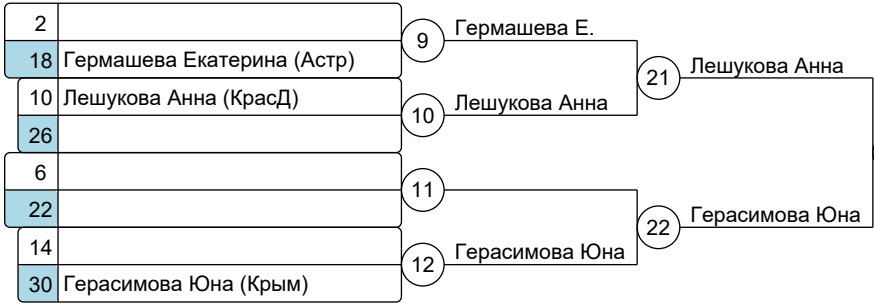 2
18 Гермашева Екатерина (Астр)
9
Гермашева Е.
10 Лешукова Анна (КрасД)
26
10
Лешукова Анна
21
Лешукова Анна
6
22
11
14
30 Герасимова Юна (Крым)
12
Герасимова Юна
22
Герасимова Юна